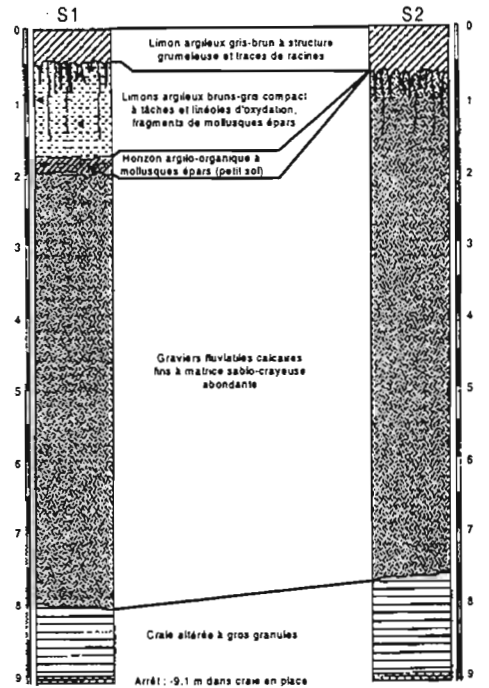 S1
S2
0
0
Limon argileux gris-brun à structure
grumeleuse et traces de racines
Limons argileux bruns-gris compact
à tâches et linéoles d'oxydation,
fragments de mollusques épars
1
1
Horizon argilo-organique à
mollusques épars (petit sol)
2
2
3
3
4
4
Graviers fluviables calcaires
fins à matrice sablo-crayeuse
abondante
5
5
6
6
7
7
8
8
Craie altérée à gros granules
9
9
Arrêt : -9,1 m dans craie en place